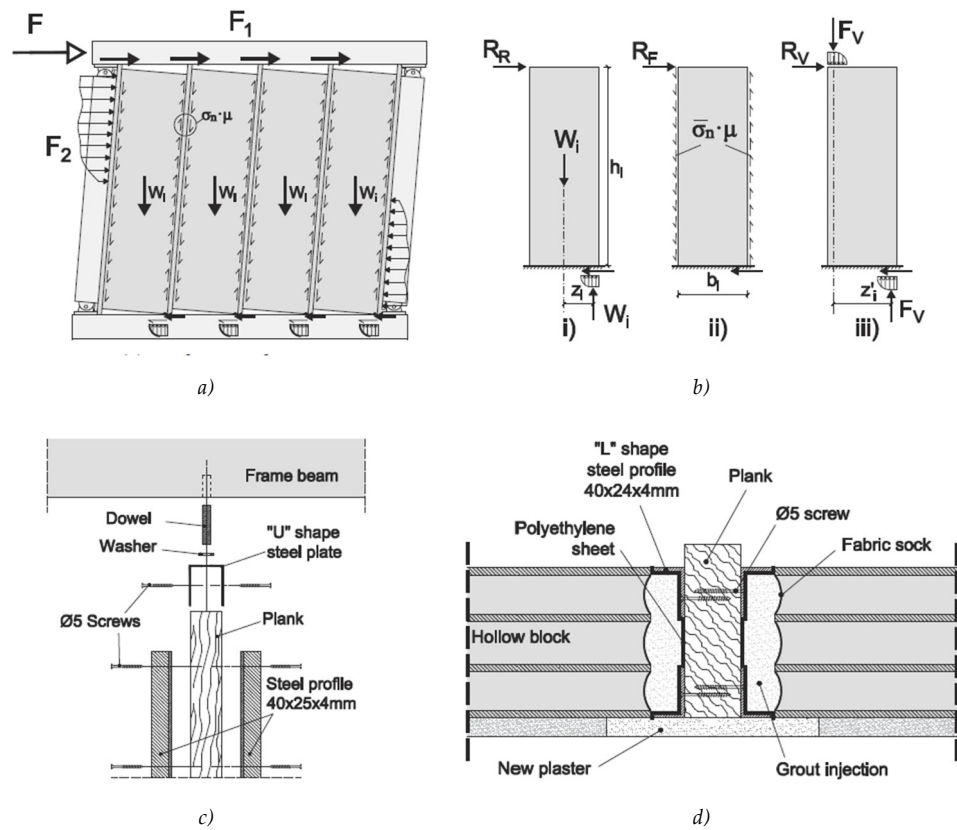 F
F1
F2
σn·μ
Wi
Wi
Wi
Wi
a)
RR
Wi
hi
zi
Wi
i)
RF
σ̅n·μ
bi
ii)
FV
RV
z'i
FV
iii)
b)
Frame beam
Dowel
Washer
"U" shape
steel plate
Ø5 Screws
Plank
Steel profile
40x25x4mm
c)
"L" shape
steel profile
40x24x4mm
Plank
Ø5 screw
Polyethylene
sheet
Fabric sock
Hollow block
New plaster
Grout injection
d)